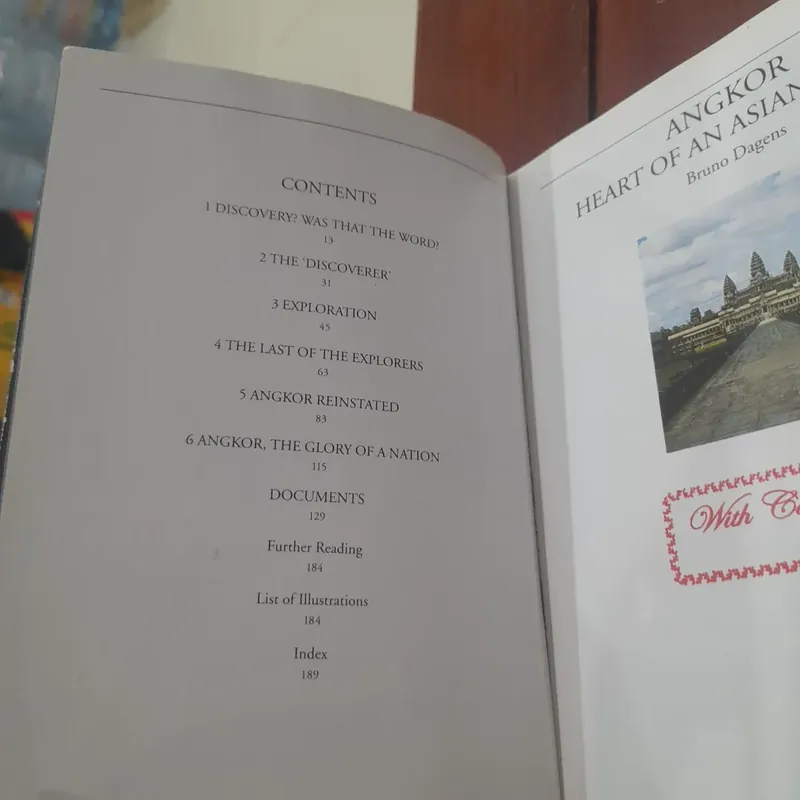 CONTENTS
1 DISCOVERY? WAS THAT THE WORD?
13
2 THE ‘DISCOVERER’
31
3 EXPLORATION
45
4 THE LAST OF THE EXPLORERS
63
5 ANGKOR REINSTATED
83
6 ANGKOR, THE GLORY OF A NATION
115
DOCUMENTS
129
Further Reading
184
List of Illustrations
184
Index
189
ANGKOR
HEART OF AN ASIAN
Bruno Dagens
With